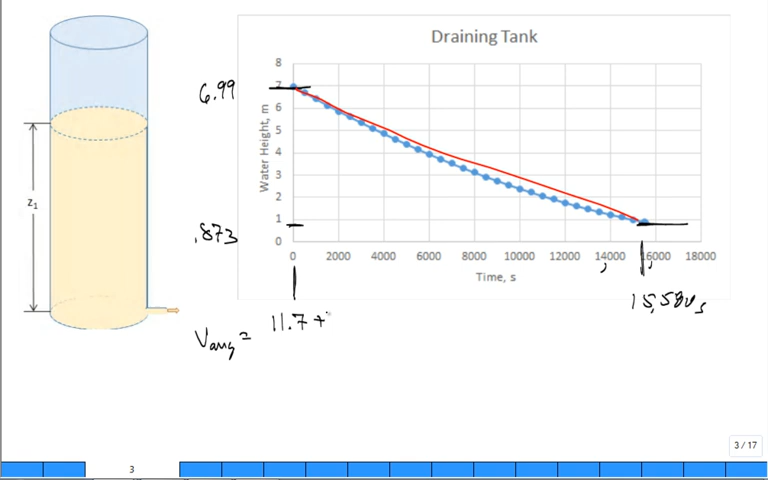 Draining Tank
8
7
6
5
4
3
2
1
0
Water Height, m
0 2000 4000 6000 8000 10000 12000 14000 16000 18000
Time, s
z1
6.99
.873
15,580 s
Vavg = 11.7 +
3 / 17
3